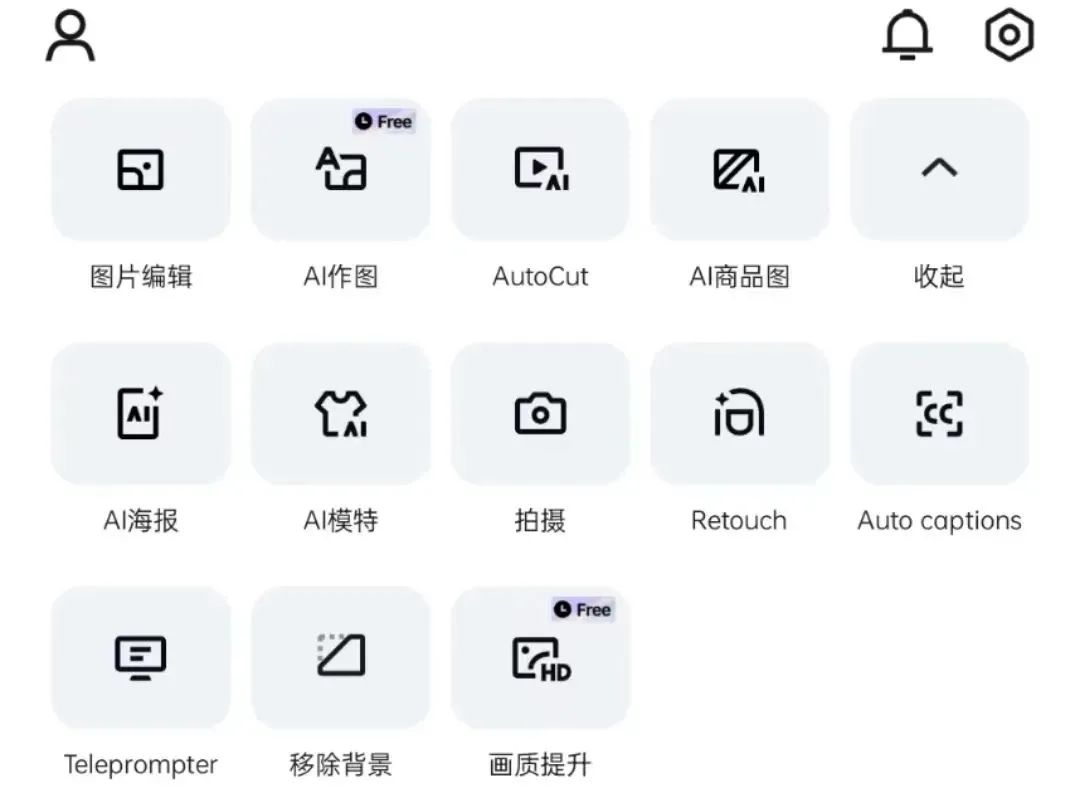 Free
图片编辑
AI作图
AutoCut
AI商品图
收起
AI海报
AI模特
拍摄
Retouch
Auto captions
Free
Teleprompter
移除背景
画质提升